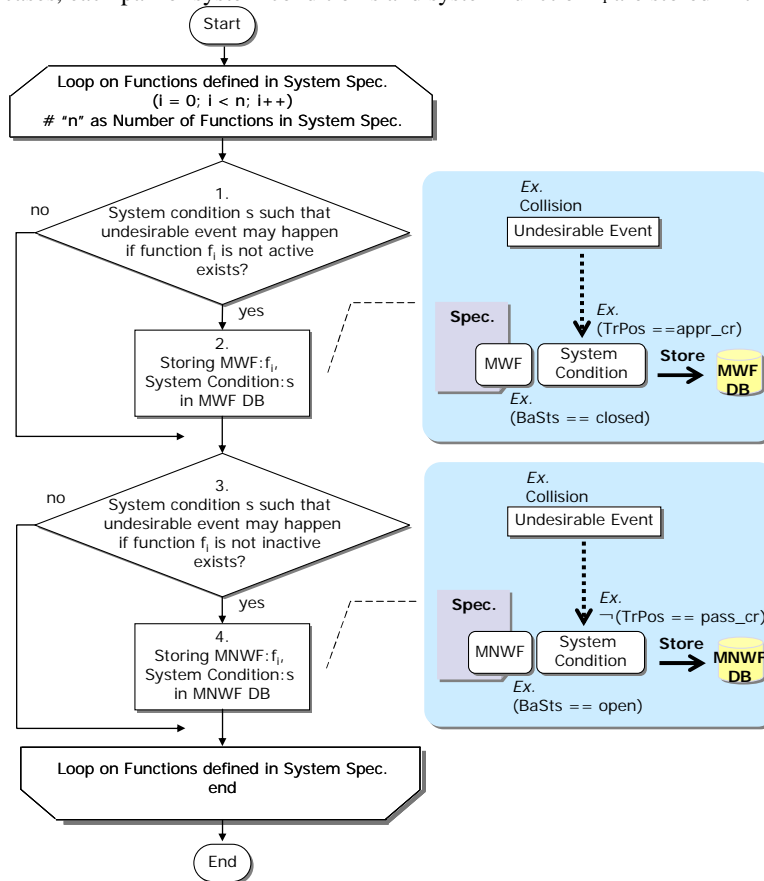 Start
Loop on Functions defined in System Spec.
(i = 0; i < n; i++)
# "n" as Number of Functions in System Spec.
1.
System condition s such that
undesirable event may happen
if function fi is not active
exists?
no
yes
2.
Storing MWF:fi,
System Condition:s
in MWF DB
Ex.
Collision
Undesirable Event
Ex.
(TrPos ==appr_cr)
Spec.
MWF
System
Condition
Store
MWF
DB
Ex.
(BaSts == closed)
3.
System condition s such that
undesirable event may happen
if function fi is not inactive
exists?
no
yes
4.
Storing MNWF:fi,
System Condition:s
in MNWF DB
Ex.
Collision
Undesirable Event
Ex.
¬(TrPos == pass_cr)
Spec.
MNWF
System
Condition
Store
MNWF
DB
Ex.
(BaSts == open)
Loop on Functions defined in System Spec.
end
End